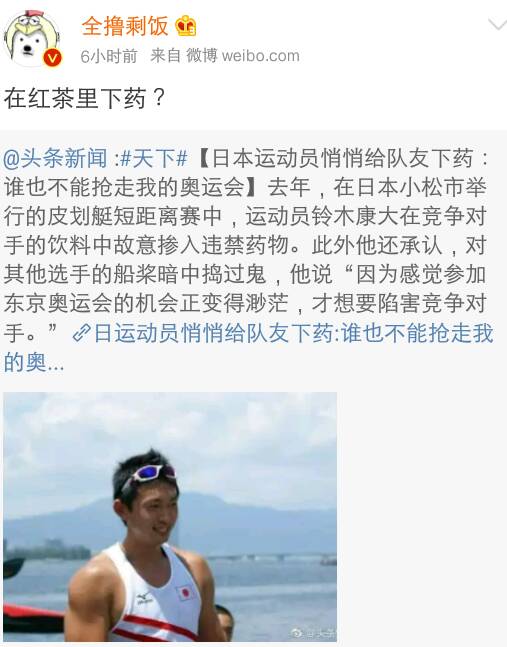 全撸剩饭
6小时前 来自 微博 weibo.com
在红茶里下药？
@头条新闻 :#天下#【日本运动员悄悄给队友下药：
谁也不能抢走我的奥运会】去年，在日本小松市举
行的皮划艇短距离赛中，运动员铃木康大在竞争对
手的饮料中故意掺入违禁药物。此外他还承认，对
其他选手的船桨暗中捣过鬼，他说“因为感觉参加
东京奥运会的机会正变得渺茫，才想要陷害竞争对
手。” 日运动员悄悄给队友下药:谁也不能抢走我
的奥...
@头条